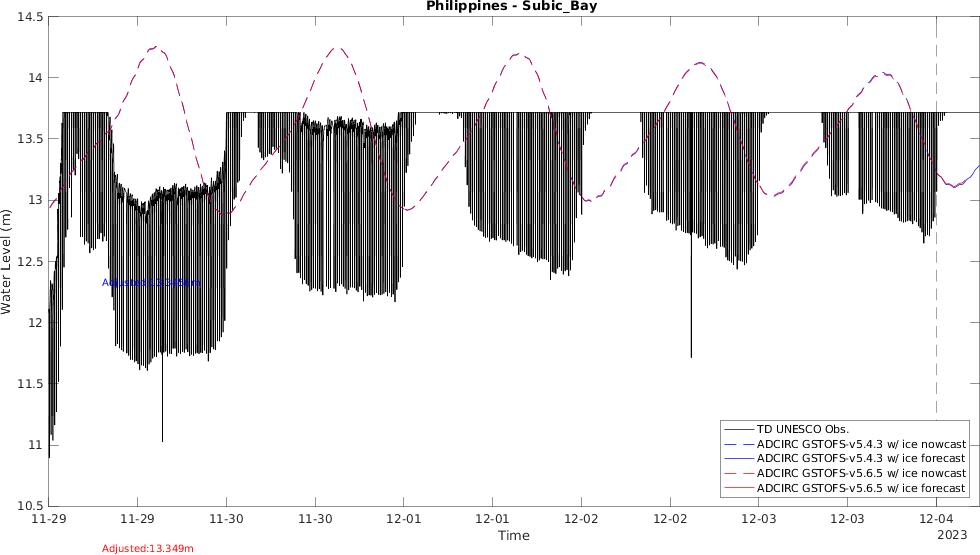 Philippines - Subic_Bay
14.5
14
13.5
13
12.5
12
11.5
11
10.5
Water Level (m)
TD UNESCO Obs.
ADCIRC GSTOFS-v5.4.3 w/ ice nowcast
ADCIRC GSTOFS-v5.4.3 w/ ice forecast
ADCIRC GSTOFS-v5.6.5 w/ ice nowcast
ADCIRC GSTOFS-v5.6.5 w/ ice forecast
11-29 11-29 11-30 11-30 12-01 12-01 12-02 12-02 12-03 12-03 12-04
Time
2023
Adjusted:13.349m